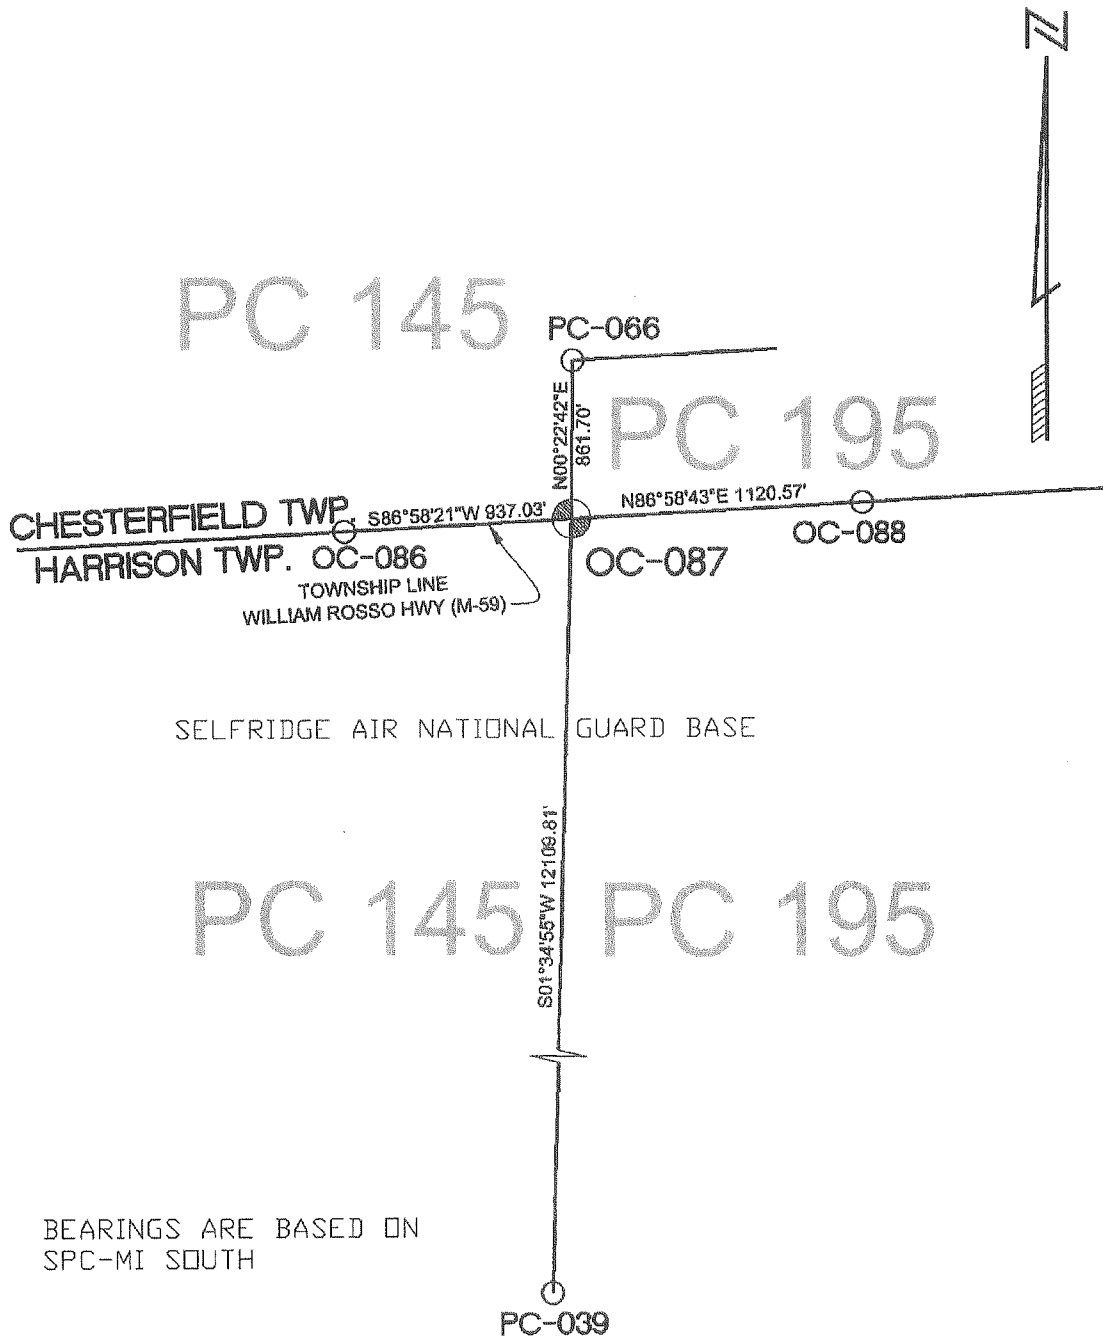 N
PC 145
PC-066
N00°22'42"E
861.70'
PC 195
CHESTERFIELD TWP.
S86°58'21"W 937.03'
N86°58'43"E 1120.57'
HARRISON TWP.
OC-086
OC-087
OC-088
TOWNSHIP LINE
WILLIAM ROSSO HWY (M-59)
SELFRIDGE AIR NATIONAL GUARD BASE
S01°34'55"W 12109.81'
PC 145
PC 195
BEARINGS ARE BASED ON
SPC-MI SOUTH
PC-039